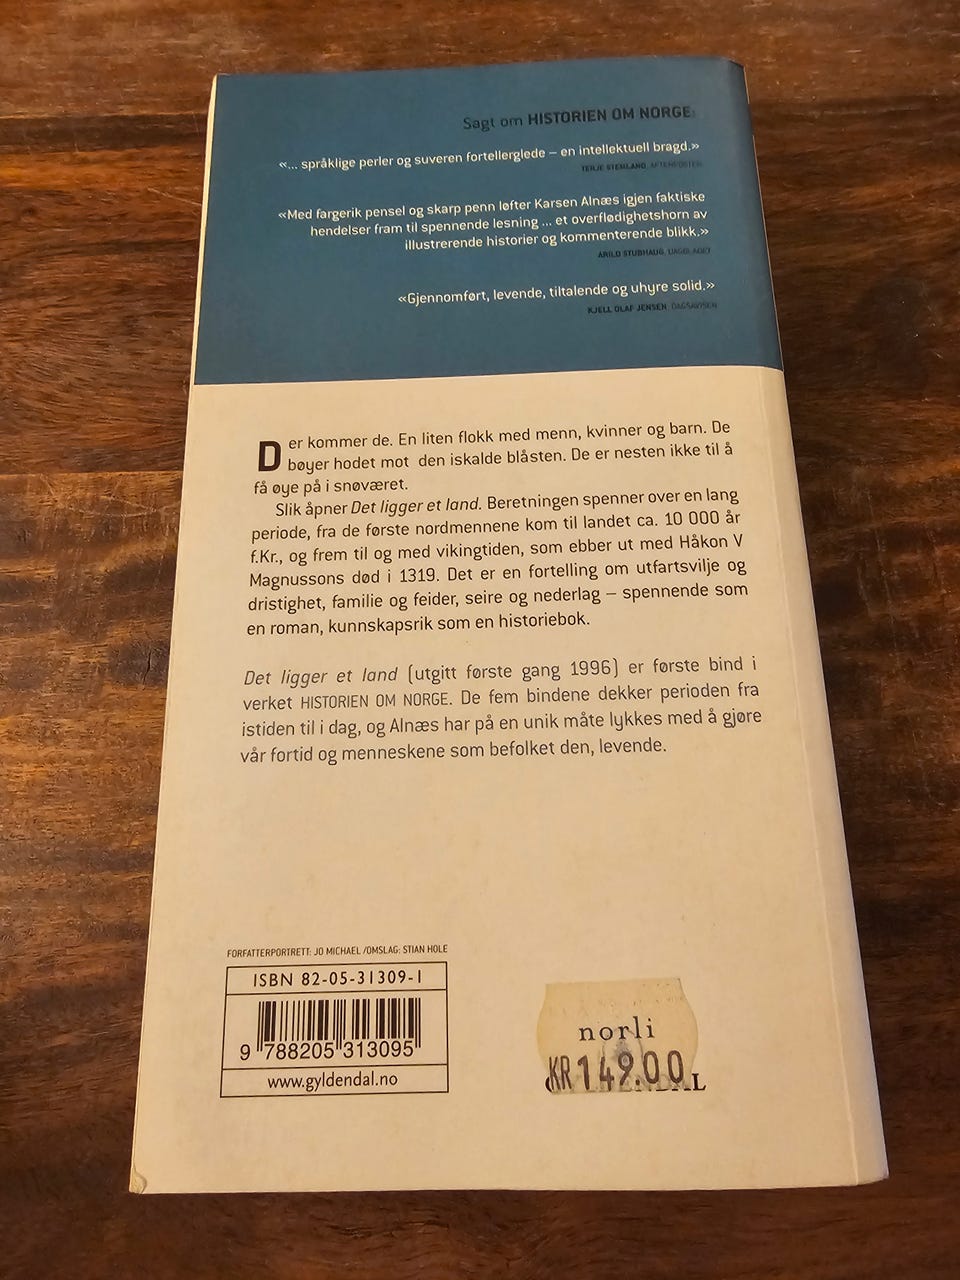 Sagt om HISTORIEN OM NORGE:
«... språklige perler og suveren fortellerglede – en intellektuell bragd.»
TERJE STEMLAND, AFTENPOSTEN
«Med fargerik pensel og skarp penn løfter Karsen Alnæs igjen faktiske
hendelser fram til spennende lesning ... et overflødighetshorn av
illustrerende historier og kommenterende blikk.»
ARILD STUBHAUG, DAGBLADET
«Gjennomført, levende, tiltalende og uhyre solid.»
KJELL OLAF JENSEN, DAGSAVISEN
Der kommer de. En liten flokk med menn, kvinner og barn. De
bøyer hodet mot den iskalde blåsten. De er nesten ikke til å
få øye på i snøværet.
Slik åpner Det ligger et land. Beretningen spenner over en lang
periode, fra de første nordmennene kom til landet ca. 10 000 år
f.Kr., og frem til og med vikingtiden, som ebber ut med Håkon V
Magnussons død i 1319. Det er en fortelling om utfartsvilje og
dristighet, familie og feider, seire og nederlag – spennende som
en roman, kunnskapsrik som en historiebok.
Det ligger et land (utgitt første gang 1996) er første bind i
verket HISTORIEN OM NORGE. De fem bindene dekker perioden fra
istiden til i dag, og Alnæs har på en unik måte lykkes med å gjøre
vår fortid og menneskene som befolket den, levende.
FORFATTERPORTRETT: JO MICHAEL /OMSLAG: STIAN HOLE
ISBN 82-05-31309-1
9 788205 313095
www.gyldendal.no
norli
KR 149.00